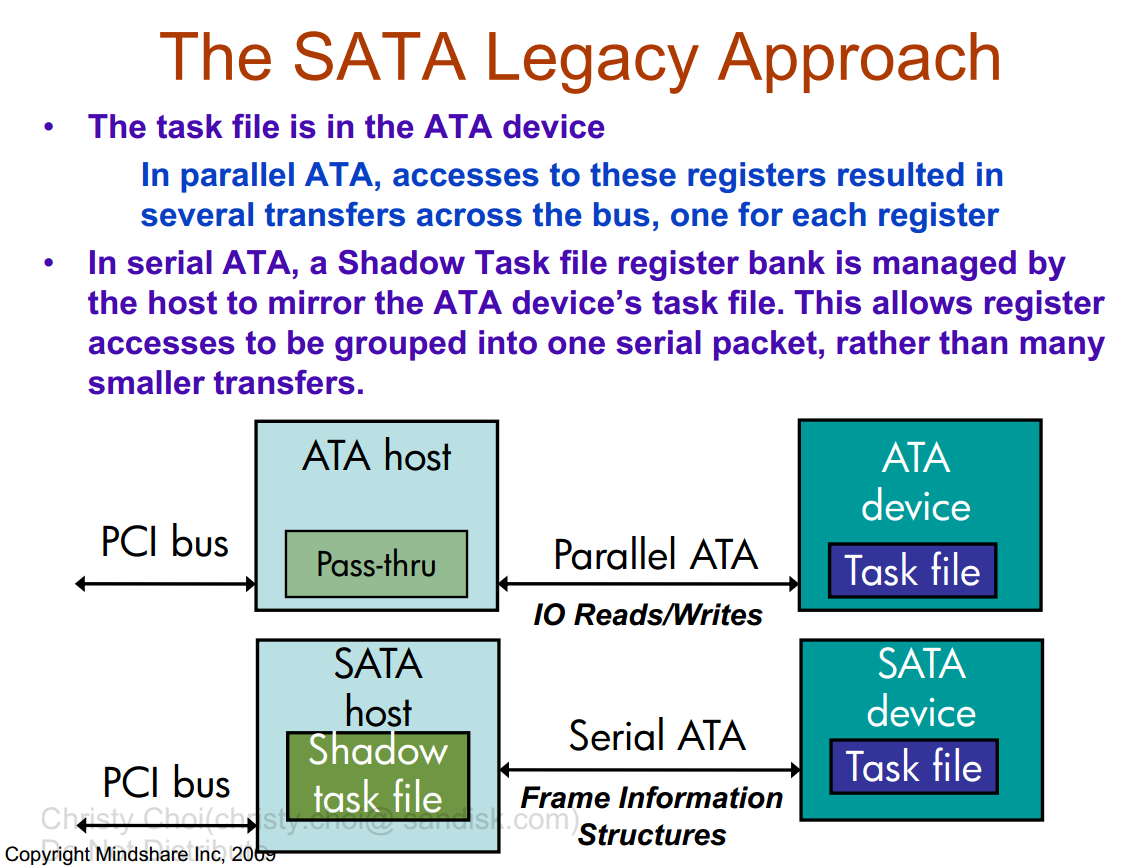 The SATA Legacy Approach
• The task file is in the ATA device
In parallel ATA, accesses to these registers resulted in
several transfers across the bus, one for each register
• In serial ATA, a Shadow Task file register bank is managed by
the host to mirror the ATA device’s task file. This allows register
accesses to be grouped into one serial packet, rather than many
smaller transfers.
ATA host
Pass-thru
PCI bus
Parallel ATA
IO Reads/Writes
ATA
device
Task file
SATA
host
Shadow
task file
PCI bus
Serial ATA
Frame Information
Structures
SATA
device
Task file
Christy Choi(christy.choi@ sandisk.com)
Do Not Distribute
Copyright Mindshare Inc, 2009